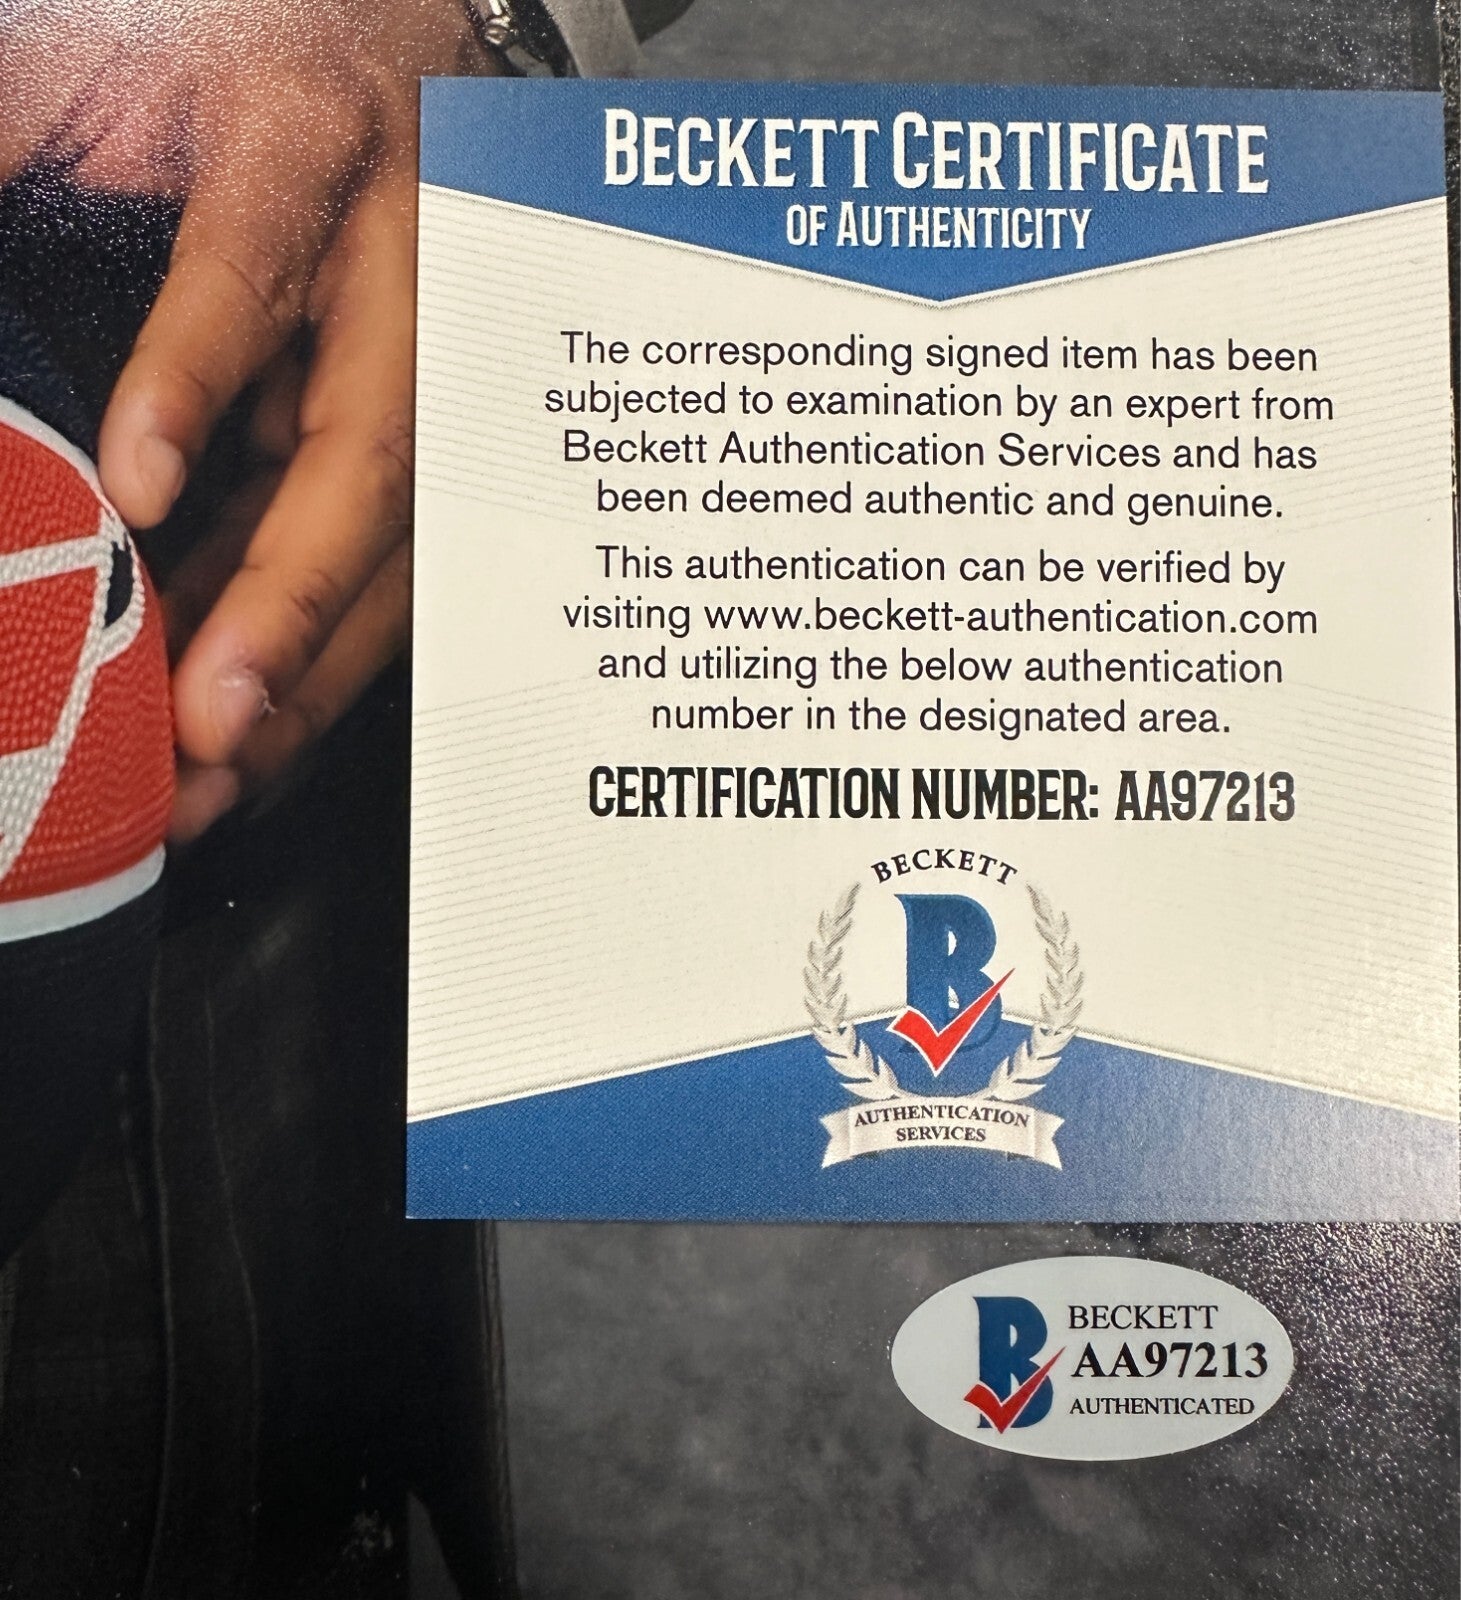 BECKETT CERTIFICATE
OF AUTHENTICITY
The corresponding signed item has been
subjected to examination by an expert from
Beckett Authentication Services and has
been deemed authentic and genuine.
This authentication can be verified by
visiting www.beckett-authentication.com
and utilizing the below authentication
number in the designated area.
CERTIFICATION NUMBER: AA97213
BECKETT
B
AUTHENTICATION
SERVICES
B
BECKETT
AA97213
AUTHENTICATED